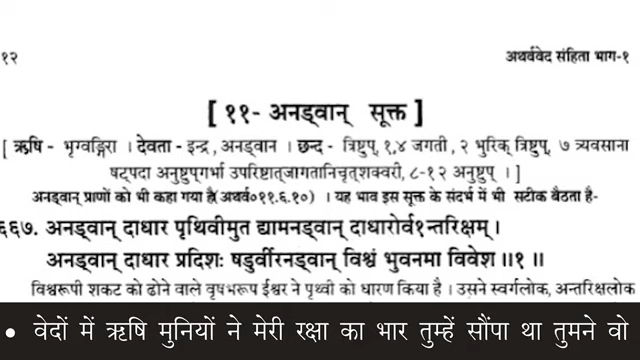 १२
अथर्ववेद संहिता भाग-१
[ ११- अनड्वान् सूक्त ]
[ ऋषि - भृग्वङ्गिरा । देवता - इन्द्र, अनड्वान । छन्द - त्रिष्टुप्, १,४ जगती, २ भुरिक् त्रिष्टुप्, ७ त्र्यवसाना
षट्पदा अनुष्टुप्गर्भा उपरिष्टात्जागतानिचृत्शक्वरी, ८-१२ अनुष्टुप् । ]
अनड्वान् प्राणों को भी कहा गया है(अथर्व०११.६.१०) । यह भाव इस सूक्त के संदर्भ में भी सटीक बैठता है-
६६७. अनड्वान् दाधार पृथिवीमुत द्यामनड्वान् दाधारोर्व१न्तरिक्षम् ।
अनड्वान् दाधार प्रदिशः षडुर्वीरनड्वान् विश्वं भुवनमा विवेश ॥१ ॥
विश्वरूपी शकट को ढोने वाले वृषभरूप ईश्वर ने पृथ्वी को धारण किया है । उसने स्वर्गलोक, अन्तरिक्षलोक
• वेदों में ऋषि मुनियों ने मेरी रक्षा का भार तुम्हें सौंपा था तुमने वो